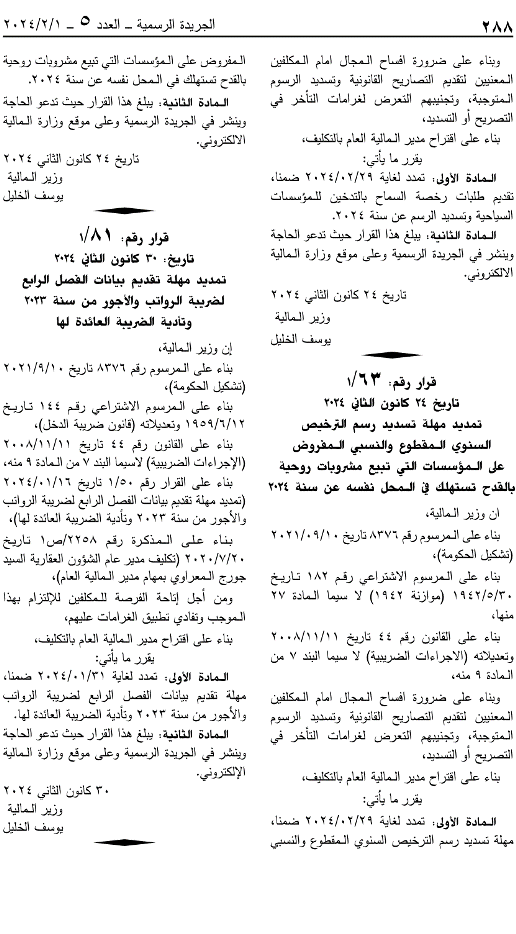 ٢٨٨
الجريدة الرسمية ــ العدد ٥ ــ ٢٠٢٤/٢/١
وبناء على ضرورة افساح المجال امام المكلفين
المعنيين لتقديم التصاريح القانونية وتسديد الرسوم
المتوجبة، وتجنيبهم التعرض لغرامات التأخر في
التصريح أو التسديد،
بناء على اقتراح مدير المالية العام بالتكليف،
يقرر ما يأتي:
المادة الأولى: تمدد لغاية ٢٠٢٤/٠٢/٢٩ ضمنا،
تقديم طلبات رخصة السماح بالتدخين للمؤسسات
السياحية وتسديد الرسم عن سنة ٢٠٢٤.
المادة الثانية: يبلغ هذا القرار حيث تدعو الحاجة
وينشر في الجريدة الرسمية وعلى موقع وزارة المالية
الالكتروني.
تاريخ ٢٤ كانون الثاني ٢٠٢٤
وزير المالية
يوسف الخليل
قرار رقم: ١/٦٣
تاريخ ٢٤ كانون الثاني ٢٠٢٤
تمديد مهلة تسديد رسم الترخيص
السنوي المقطوع والنسبي المفروض
على المؤسسات التي تبيع مشروبات روحية
بالقدح تستهلك في المحل نفسه عن سنة ٢٠٢٤
ان وزير المالية،
بناء على المرسوم رقم ٨٣٧٦ تاريخ ٢٠٢١/٠٩/١٠
(تشكيل الحكومة)،
بناء على المرسوم الاشتراعي رقم ١٨٢ تاريخ
١٩٤٢/٥/٣٠ (موازنة ١٩٤٢) لا سيما المادة ٢٧
منها،
بناء على القانون رقم ٤٤ تاريخ ٢٠٠٨/١١/١١
وتعديلاته (الاجراءات الضريبية) لا سيما البند ٧ من
المادة ٩ منه،
وبناء على ضرورة افساح المجال امام المكلفين
المعنيين لتقديم التصاريح القانونية وتسديد الرسوم
المتوجبة، وتجنيبهم التعرض لغرامات التأخر في
التصريح أو التسديد،
بناء على اقتراح مدير المالية العام بالتكليف،
يقرر ما يأتي:
المادة الأولى: تمدد لغاية ٢٠٢٤/٠٢/٢٩ ضمنا،
مهلة تسديد رسم الترخيص السنوي المقطوع والنسبي
المفروض على المؤسسات التي تبيع مشروبات روحية
بالقدح تستهلك في المحل نفسه عن سنة ٢٠٢٤.
المادة الثانية: يبلغ هذا القرار حيث تدعو الحاجة
وينشر في الجريدة الرسمية وعلى موقع وزارة المالية
الالكتروني.
تاريخ ٢٤ كانون الثاني ٢٠٢٤
وزير المالية
يوسف الخليل
قرار رقم: ١/٨١
تاريخ: ٣٠ كانون الثاني ٢٠٢٤
تمديد مهلة تقديم بيانات الفصل الرابع
لضريبة الرواتب والأجور من سنة ٢٠٢٣
وتأدية الضريبة العائدة لها
إن وزير المالية،
بناء على المرسوم رقم ٨٣٧٦ تاريخ ٢٠٢١/٩/١٠
(تشكيل الحكومة)،
بناء على المرسوم الاشتراعي رقم ١٤٤ تاريخ
١٩٥٩/٦/١٢ وتعديلاته (قانون ضريبة الدخل)،
بناء على القانون رقم ٤٤ تاريخ ٢٠٠٨/١١/١١
(الإجراءات الضريبية) لاسيما البند ٧ من المادة ٩ منه،
بناء على القرار رقم ١/٥٠ تاريخ ٢٠٢٤/٠١/١٦
(تمديد مهلة تقديم بيانات الفصل الرابع لضريبة الرواتب
والأجور من سنة ٢٠٢٣ وتأدية الضريبة العائدة لها)،
بناء على المذكرة رقم ٢٢٥٨/ص١ تاريخ
٢٠٢٠/٧/٢٠ (تكليف مدير عام الشؤون العقارية السيد
جورج المعراوي بمهام مدير المالية العام)،
ومن أجل إتاحة الفرصة للمكلفين للإلتزام بهذا
الموجب وتفادي تطبيق الغرامات عليهم،
بناء على اقتراح مدير المالية العام بالتكليف،
يقرر ما يأتي:
المادة الأولى: تمدد لغاية ٢٠٢٤/٠١/٣١ ضمنا،
مهلة تقديم بيانات الفصل الرابع لضريبة الرواتب
والأجور من سنة ٢٠٢٣ وتأدية الضريبة العائدة لها.
المادة الثانية: يبلغ هذا القرار حيث تدعو الحاجة
وينشر في الجريدة الرسمية وعلى موقع وزارة المالية
الإلكتروني.
٣٠ كانون الثاني ٢٠٢٤
وزير المالية
يوسف الخليل